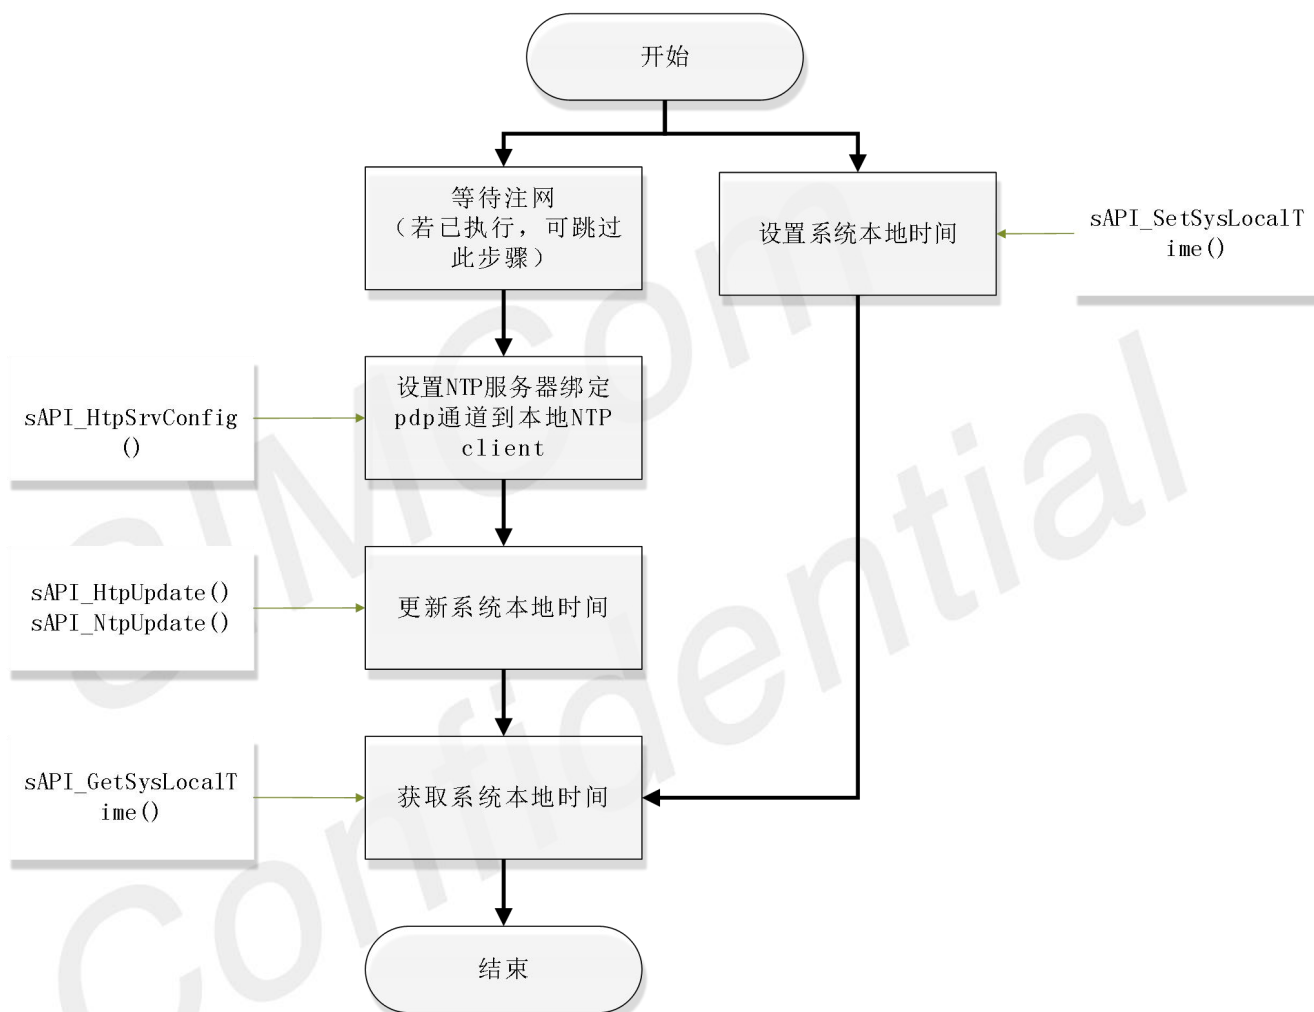 开始
等待注网
（若已执行，可跳过
此步骤）
设置系统本地时间
sAPI_SetSysLocalT
ime()
sAPI_HtpSrvConfig
()
设置NTP服务器绑定
pdp通道到本地NTP
client
sAPI_HtpUpdate()
sAPI_NtpUpdate()
更新系统本地时间
sAPI_GetSysLocalT
ime()
获取系统本地时间
结束
SIMCom
Confidential